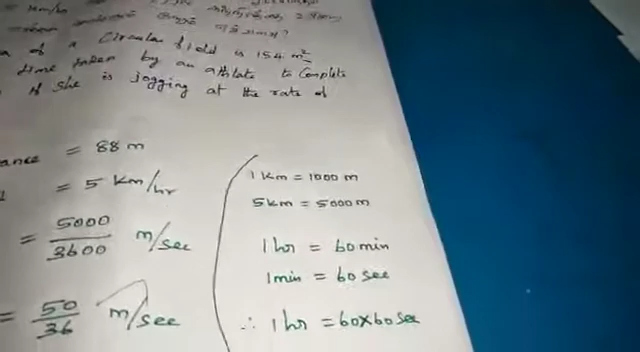 Km/h
a of a Circular field is 154 m²
time taken by an athlate to Complete
If she is jogging at the rate of
ance = 88 m
= 5 Km/hr
= 5000/3600 m/sec
= 50/36 m/sec
1 Km = 1000 m
5 Km = 5000 m
1 hr = 60 min
1 min = 60 sec
∴ 1 hr = 60×60 sec